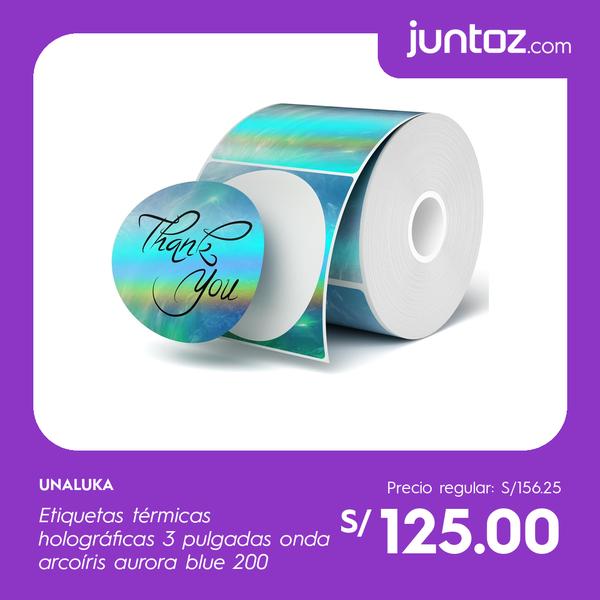 juntoz.com
Thank
You
UNALUKA
Etiquetas térmicas
holográficas 3 pulgadas onda
arcoíris aurora blue 200
Precio regular: S/156.25
S/125.00